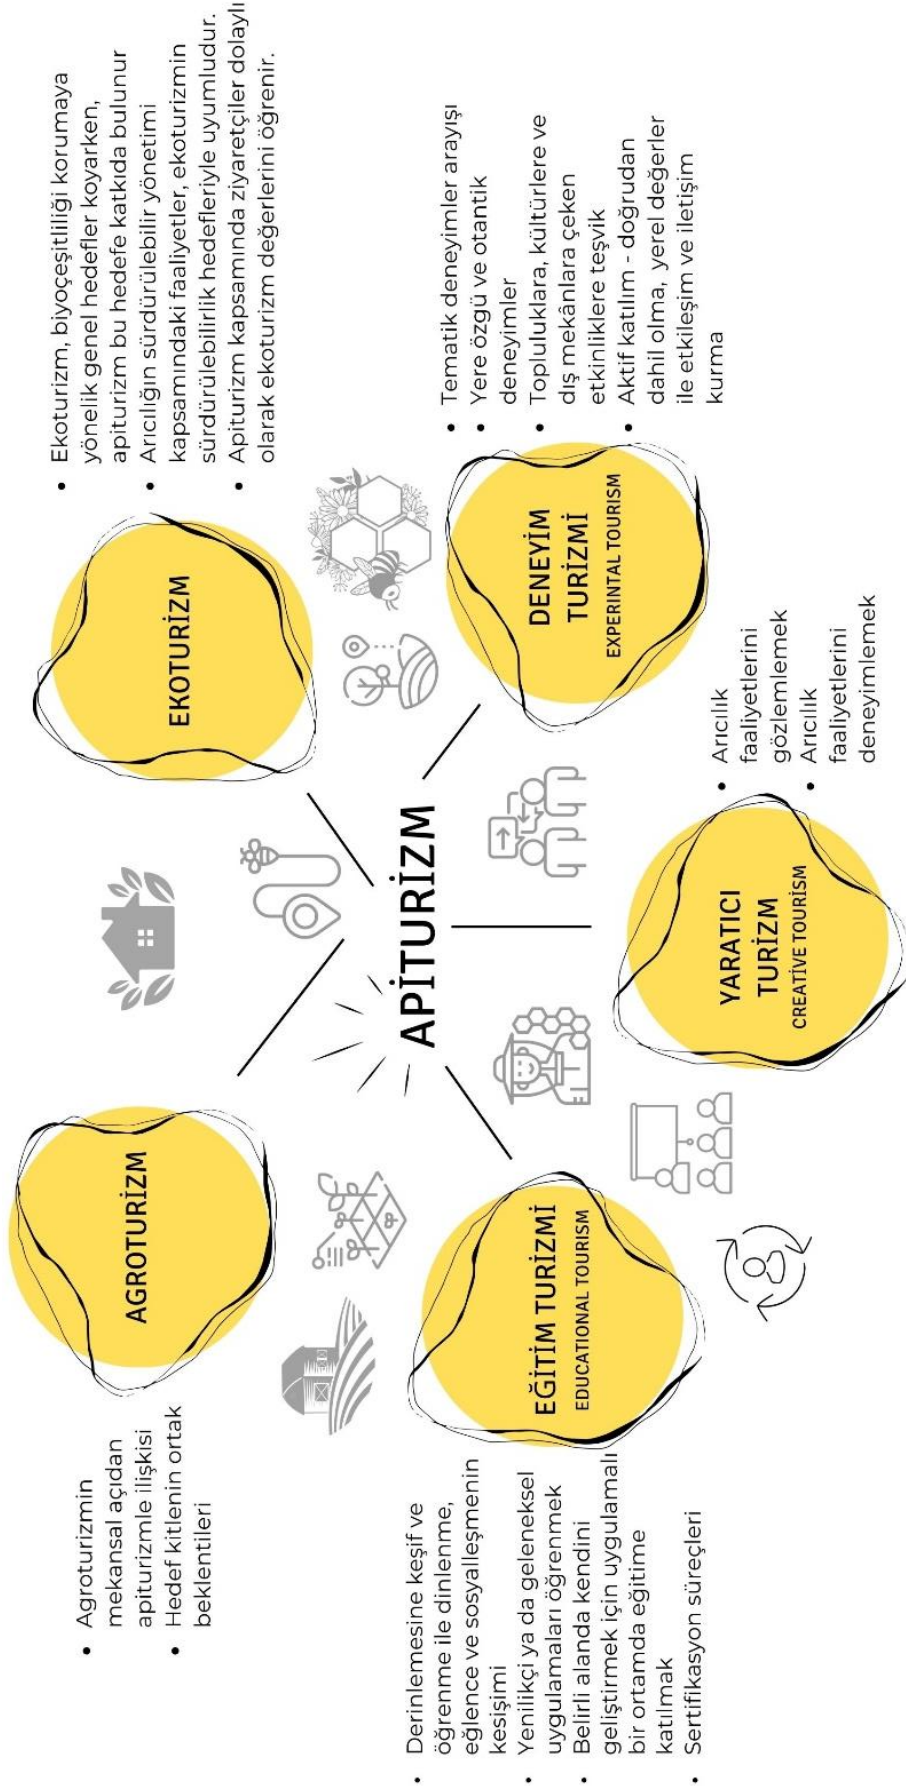 AGROTURİZM
• Agroturizmin
mekansal açıdan
apiturizmle ilişkisi
• Hedef kitlenin ortak
beklentileri
EKOTURİZM
• Ekoturizm, biyoçeşitliliği korumaya
yönelik genel hedefler koyarken,
apiturizm bu hedefe katkıda bulunur
• Arıcılığın sürdürülebilir yönetimi
kapsamındaki faaliyetler, ekoturizmin
sürdürülebilirlik hedefleriyle uyumludur.
• Apiturizm kapsamında ziyaretçiler dolaylı
olarak ekoturizm değerlerini öğrenir.
APİTURİZM
EĞİTİM TURİZMİ
EDUCATIONAL TOURISM
• Derinlemesine keşif ve
öğrenme ile dinlenme,
eğlence ve sosyalleşmenin
kesişimi
• Yenilikçi ya da geleneksel
uygulamaları öğrenmek
• Belirli alanda kendini
geliştirmek için uygulamalı
bir ortamda eğitime
katılmak
• Sertifikasyon süreçleri
YARATICI
TURİZM
CREATİVE TOURİSM
• Arıcılık
faaliyetlerini
gözlemlemek
• Arıcılık
faaliyetlerini
deneyimlemek
DENEYİM
TURİZMİ
EXPERINTAL TOURISM
• Tematik deneyimler arayışı
• Yere özgü ve otantik
deneyimler
• Topluluklara, kültürlere ve
dış mekânlara çeken
etkinliklere teşvik
• Aktif katılım - doğrudan
dahil olma, yerel değerler
ile etkileşim ve iletişim
kurma